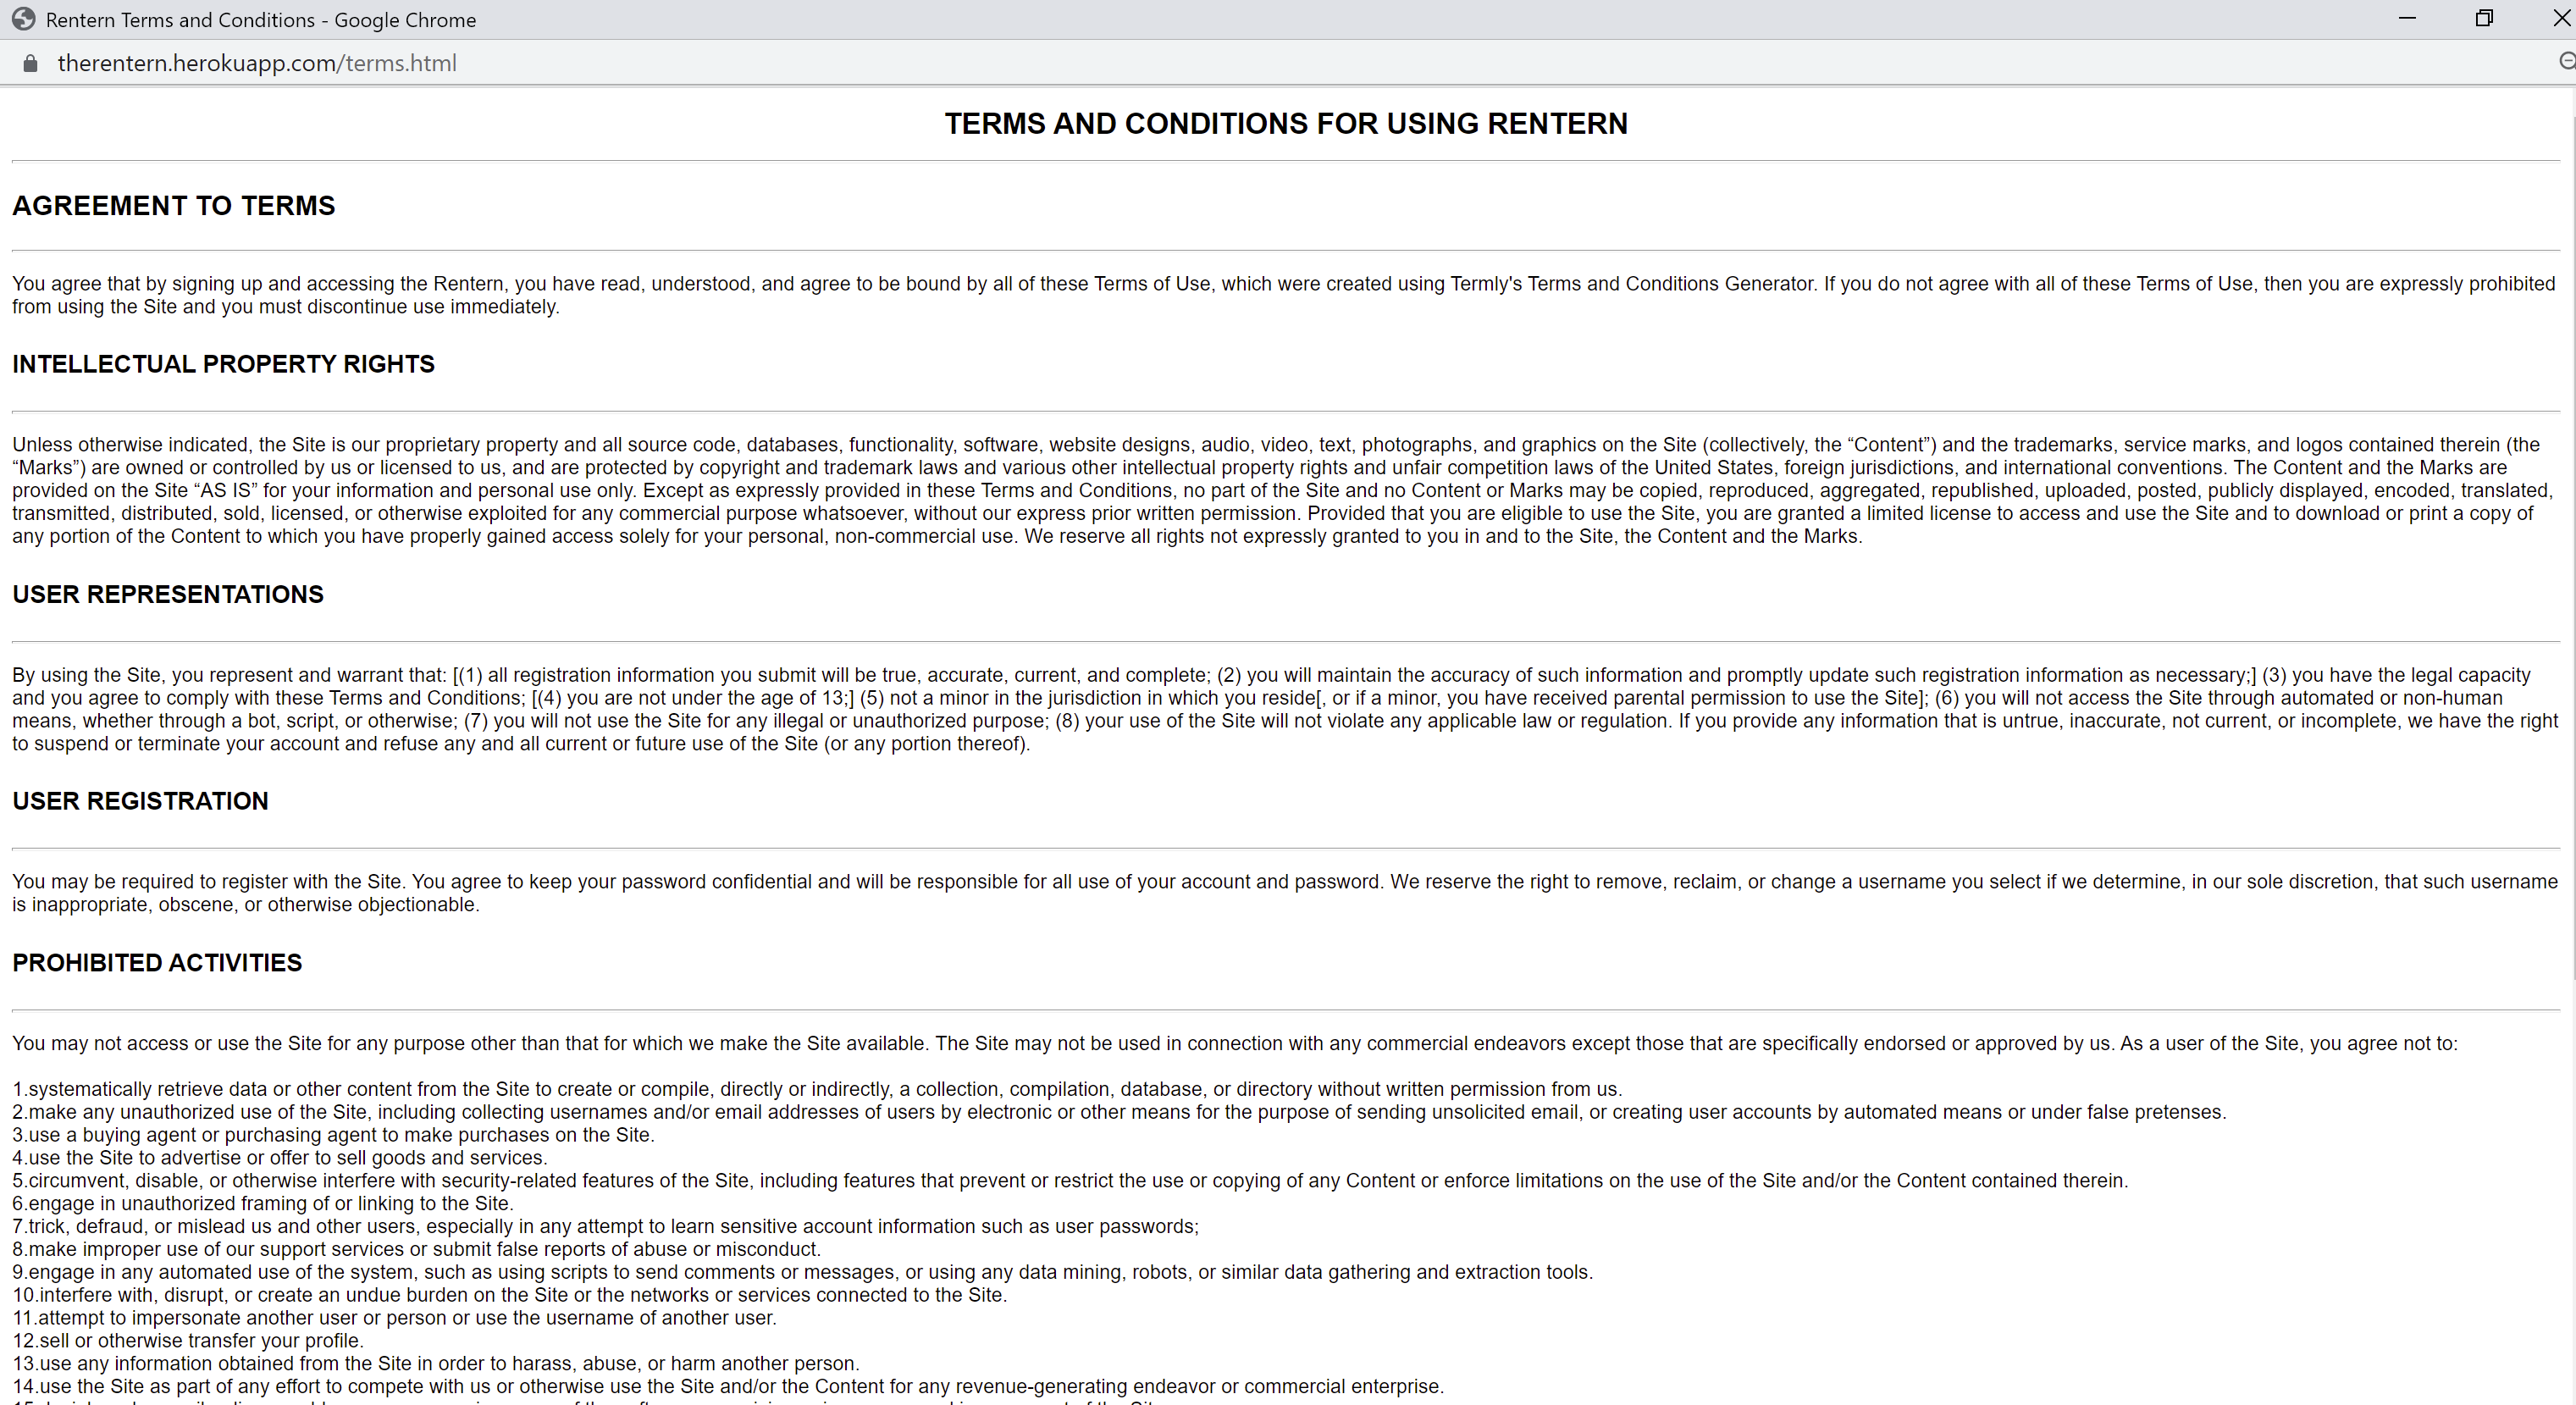 Rentern Terms and Conditions - Google Chrome
therentern.herokuapp.com/terms.html
TERMS AND CONDITIONS FOR USING RENTERN
AGREEMENT TO TERMS
You agree that by signing up and accessing the Rentern, you have read, understood, and agree to be bound by all of these Terms of Use, which were created using Termly's Terms and Conditions Generator. If you do not agree with all of these Terms of Use, then you are expressly prohibited
from using the Site and you must discontinue use immediately.
INTELLECTUAL PROPERTY RIGHTS
Unless otherwise indicated, the Site is our proprietary property and all source code, databases, functionality, software, website designs, audio, video, text, photographs, and graphics on the Site (collectively, the “Content”) and the trademarks, service marks, and logos contained therein (the
“Marks”) are owned or controlled by us or licensed to us, and are protected by copyright and trademark laws and various other intellectual property rights and unfair competition laws of the United States, foreign jurisdictions, and international conventions. The Content and the Marks are
provided on the Site “AS IS” for your information and personal use only. Except as expressly provided in these Terms and Conditions, no part of the Site and no Content or Marks may be copied, reproduced, aggregated, republished, uploaded, posted, publicly displayed, encoded, translated,
transmitted, distributed, sold, licensed, or otherwise exploited for any commercial purpose whatsoever, without our express prior written permission. Provided that you are eligible to use the Site, you are granted a limited license to access and use the Site and to download or print a copy of
any portion of the Content to which you have properly gained access solely for your personal, non-commercial use. We reserve all rights not expressly granted to you in and to the Site, the Content and the Marks.
USER REPRESENTATIONS
By using the Site, you represent and warrant that: [(1) all registration information you submit will be true, accurate, current, and complete; (2) you will maintain the accuracy of such information and promptly update such registration information as necessary;] (3) you have the legal capacity
and you agree to comply with these Terms and Conditions; [(4) you are not under the age of 13;] (5) not a minor in the jurisdiction in which you reside[, or if a minor, you have received parental permission to use the Site]; (6) you will not access the Site through automated or non-human
means, whether through a bot, script, or otherwise; (7) you will not use the Site for any illegal or unauthorized purpose; (8) your use of the Site will not violate any applicable law or regulation. If you provide any information that is untrue, inaccurate, not current, or incomplete, we have the right
to suspend or terminate your account and refuse any and all current or future use of the Site (or any portion thereof).
USER REGISTRATION
You may be required to register with the Site. You agree to keep your password confidential and will be responsible for all use of your account and password. We reserve the right to remove, reclaim, or change a username you select if we determine, in our sole discretion, that such username
is inappropriate, obscene, or otherwise objectionable.
PROHIBITED ACTIVITIES
You may not access or use the Site for any purpose other than that for which we make the Site available. The Site may not be used in connection with any commercial endeavors except those that are specifically endorsed or approved by us. As a user of the Site, you agree not to:
1.systematically retrieve data or other content from the Site to create or compile, directly or indirectly, a collection, compilation, database, or directory without written permission from us.
2.make any unauthorized use of the Site, including collecting usernames and/or email addresses of users by electronic or other means for the purpose of sending unsolicited email, or creating user accounts by automated means or under false pretenses.
3.use a buying agent or purchasing agent to make purchases on the Site.
4.use the Site to advertise or offer to sell goods and services.
5.circumvent, disable, or otherwise interfere with security-related features of the Site, including features that prevent or restrict the use or copying of any Content or enforce limitations on the use of the Site and/or the Content contained therein.
6.engage in unauthorized framing of or linking to the Site.
7.trick, defraud, or mislead us and other users, especially in any attempt to learn sensitive account information such as user passwords;
8.make improper use of our support services or submit false reports of abuse or misconduct.
9.engage in any automated use of the system, such as using scripts to send comments or messages, or using any data mining, robots, or similar data gathering and extraction tools.
10.interfere with, disrupt, or create an undue burden on the Site or the networks or services connected to the Site.
11.attempt to impersonate another user or person or use the username of another user.
12.sell or otherwise transfer your profile.
13.use any information obtained from the Site in order to harass, abuse, or harm another person.
14.use the Site as part of any effort to compete with us or otherwise use the Site and/or the Content for any revenue-generating endeavor or commercial enterprise.